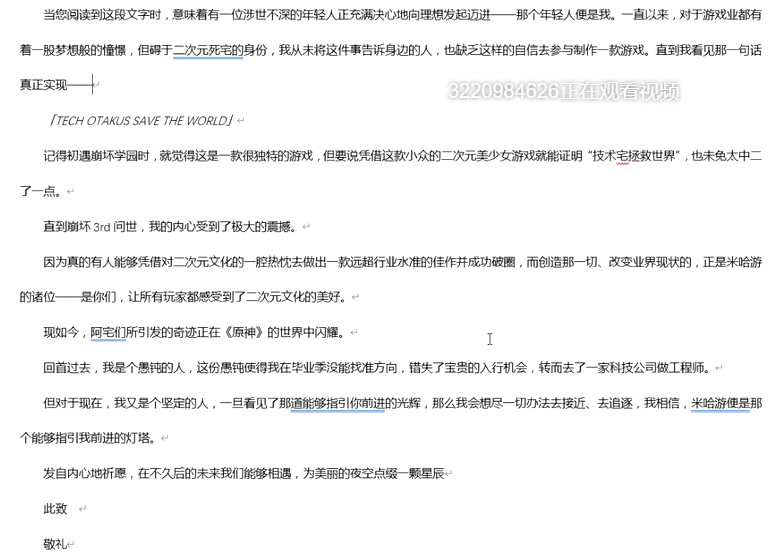 当您阅读到这段文字时，意味着有一位涉世不深的年轻人正充满决心地向理想发起迈进——那个年轻人便是我。一直以来，对于游戏业都有
着一股梦想般的憧憬，但碍于二次元死宅的身份，我从未将这件事告诉身边的人，也缺乏这样的自信去参与制作一款游戏。直到我看见那一句话
真正实现——
3220984626正在观看视频
「TECH OTAKUS SAVE THE WORLD」
记得初遇崩坏学园时，就觉得这是一款很独特的游戏，但要说凭借这款小众的二次元美少女游戏就能证明“技术宅拯救世界”，也未免太中二
了一点。
直到崩坏 3rd 问世，我的内心受到了极大的震撼。
因为真的有人能够凭借对二次元文化的一腔热忱去做出一款远超行业水准的佳作并成功破圈，而创造那一切、改变业界现状的，正是米哈游
的诸位——是你们，让所有玩家都感受到了二次元文化的美好。
现如今，阿宅们所引发的奇迹正在《原神》的世界中闪耀。
回首过去，我是个愚钝的人，这份愚钝使得我在毕业季没能找准方向，错失了宝贵的入行机会，转而去了一家科技公司做工程师。
但对于现在，我又是个坚定的人，一旦看见了那道能够指引你前进的光辉，那么我会想尽一切办法去接近、去追逐，我相信，米哈游便是那
个能够指引我前进的灯塔。
发自内心地祈愿，在不久后的未来我们能够相遇，为美丽的夜空点缀一颗星辰
此致
敬礼